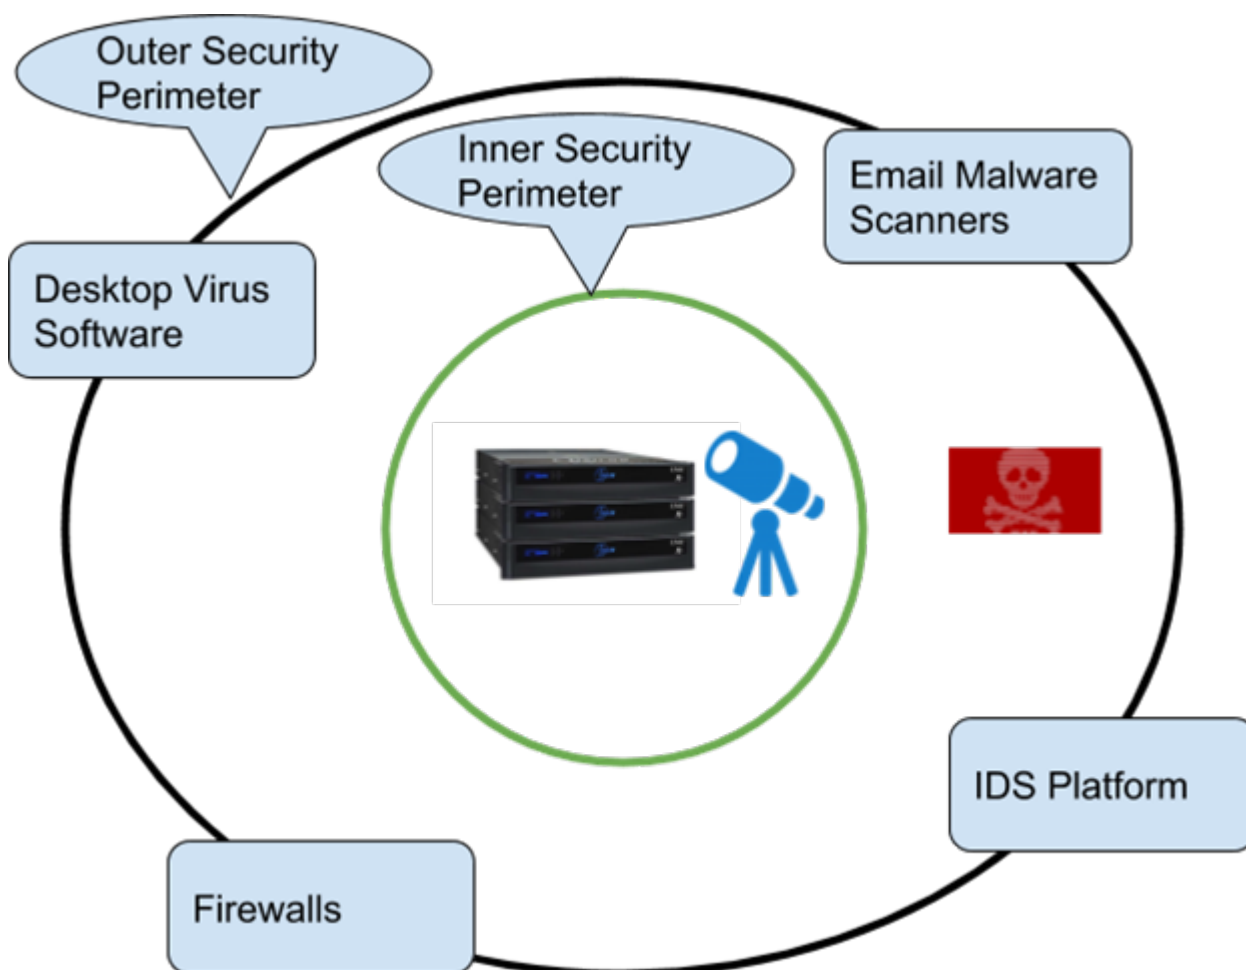 Outer Security
Perimeter
Inner Security
Perimeter
Email Malware
Scanners
Desktop Virus
Software
IDS Platform
Firewalls